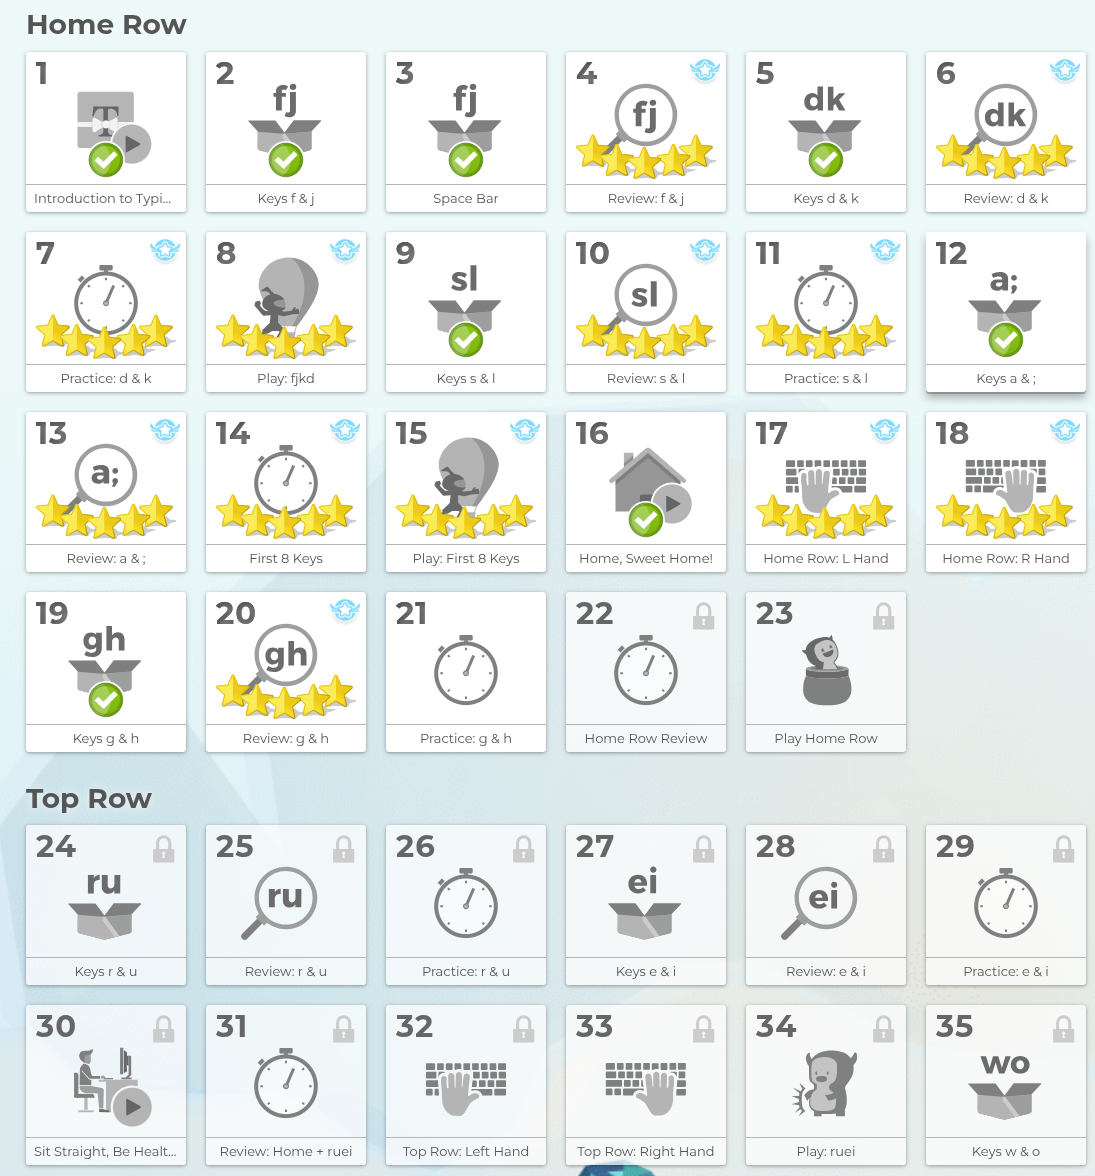 Home Row
1
T
Introduction to Typi...
2
fj
Keys f & j
3
fj
Space Bar
4
fj
Review: f & j
5
dk
Keys d & k
6
dk
Review: d & k
7
Practice: d & k
8
Play: fjkd
9
sl
Keys s & l
10
sl
Review: s & l
11
Practice: s & l
12
a;
Keys a & ;
13
a;
Review: a & ;
14
First 8 Keys
15
Play: First 8 Keys
16
Home, Sweet Home!
17
Home Row: L Hand
18
Home Row: R Hand
19
gh
Keys g & h
20
gh
Review: g & h
21
Practice: g & h
22
Home Row Review
23
Play Home Row
Top Row
24
ru
Keys r & u
25
ru
Review: r & u
26
Practice: r & u
27
ei
Keys e & i
28
ei
Review: e & i
29
Practice: e & i
30
Sit Straight, Be Healt...
31
Review: Home + ruei
32
Top Row: Left Hand
33
Top Row: Right Hand
34
Play: ruei
35
wo
Keys w & o